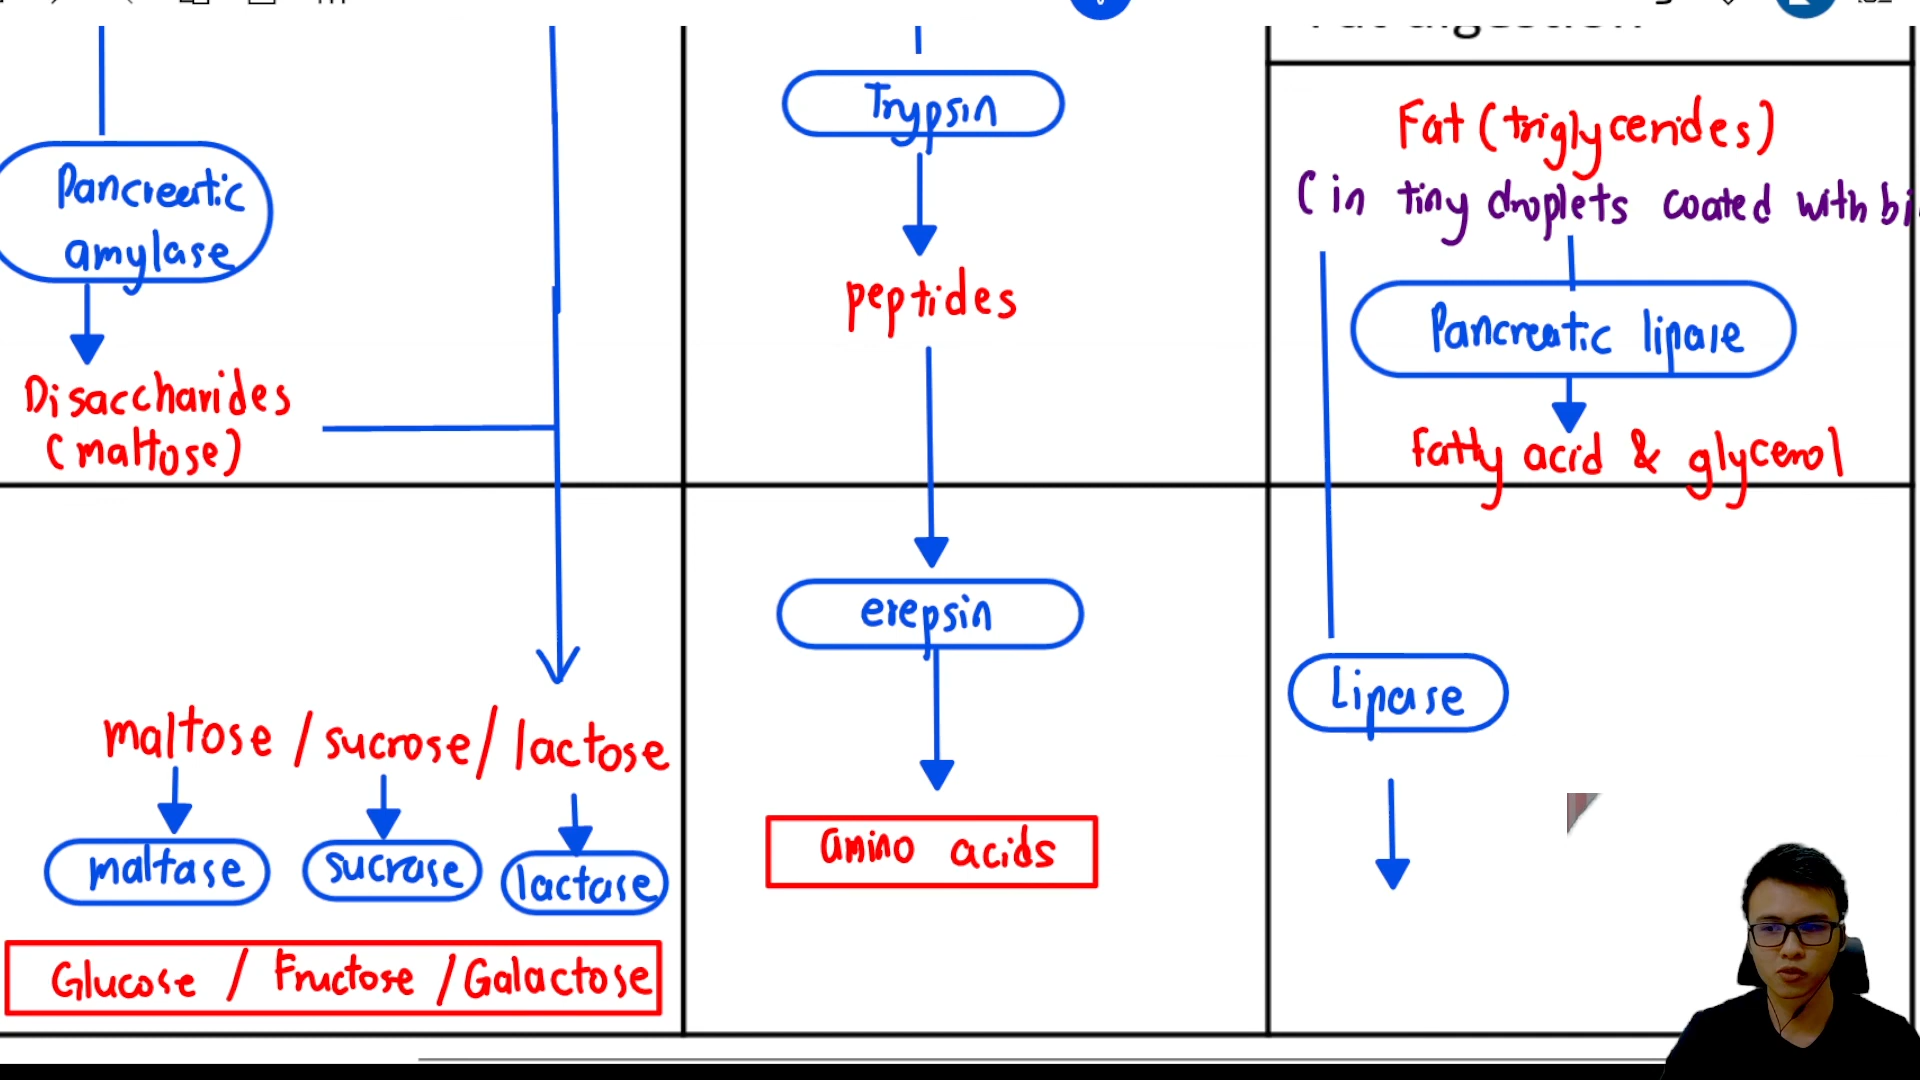 Pancreatic
amylase
Disaccharides
(maltose)
maltose / sucrose / lactose
maltase
sucrase
lactase
Glucose / Fructose / Galactose
Trypsin
peptides
erepsin
amino acids
Fat (triglycerides)
(in tiny droplets coated with
Pancreatic lipase
Fatty acid & glycerol
Lipase